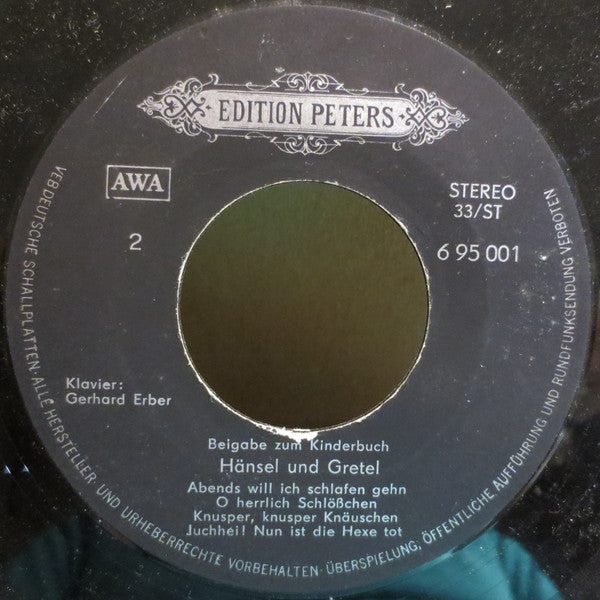 EDITION PETERS
AWA
STEREO
33/ST
2
6 95 001
Klavier:
Gerhard Erber
Beigabe zum Kinderbuch
Hänsel und Gretel
Abends will ich schlafen gehn
O herrlich Schlößchen
Knusper, knusper Knäuschen
Juchhei! Nun ist die Hexe tot
VEB DEUTSCHE SCHALLPLATTEN · ALLE HERSTELLER- UND URHEBERRECHTE VORBEHALTEN · ÜBERSPIELUNG, ÖFFENTLICHE AUFFÜHRUNG UND RUNDFUNKSENDUNG VERBOTEN